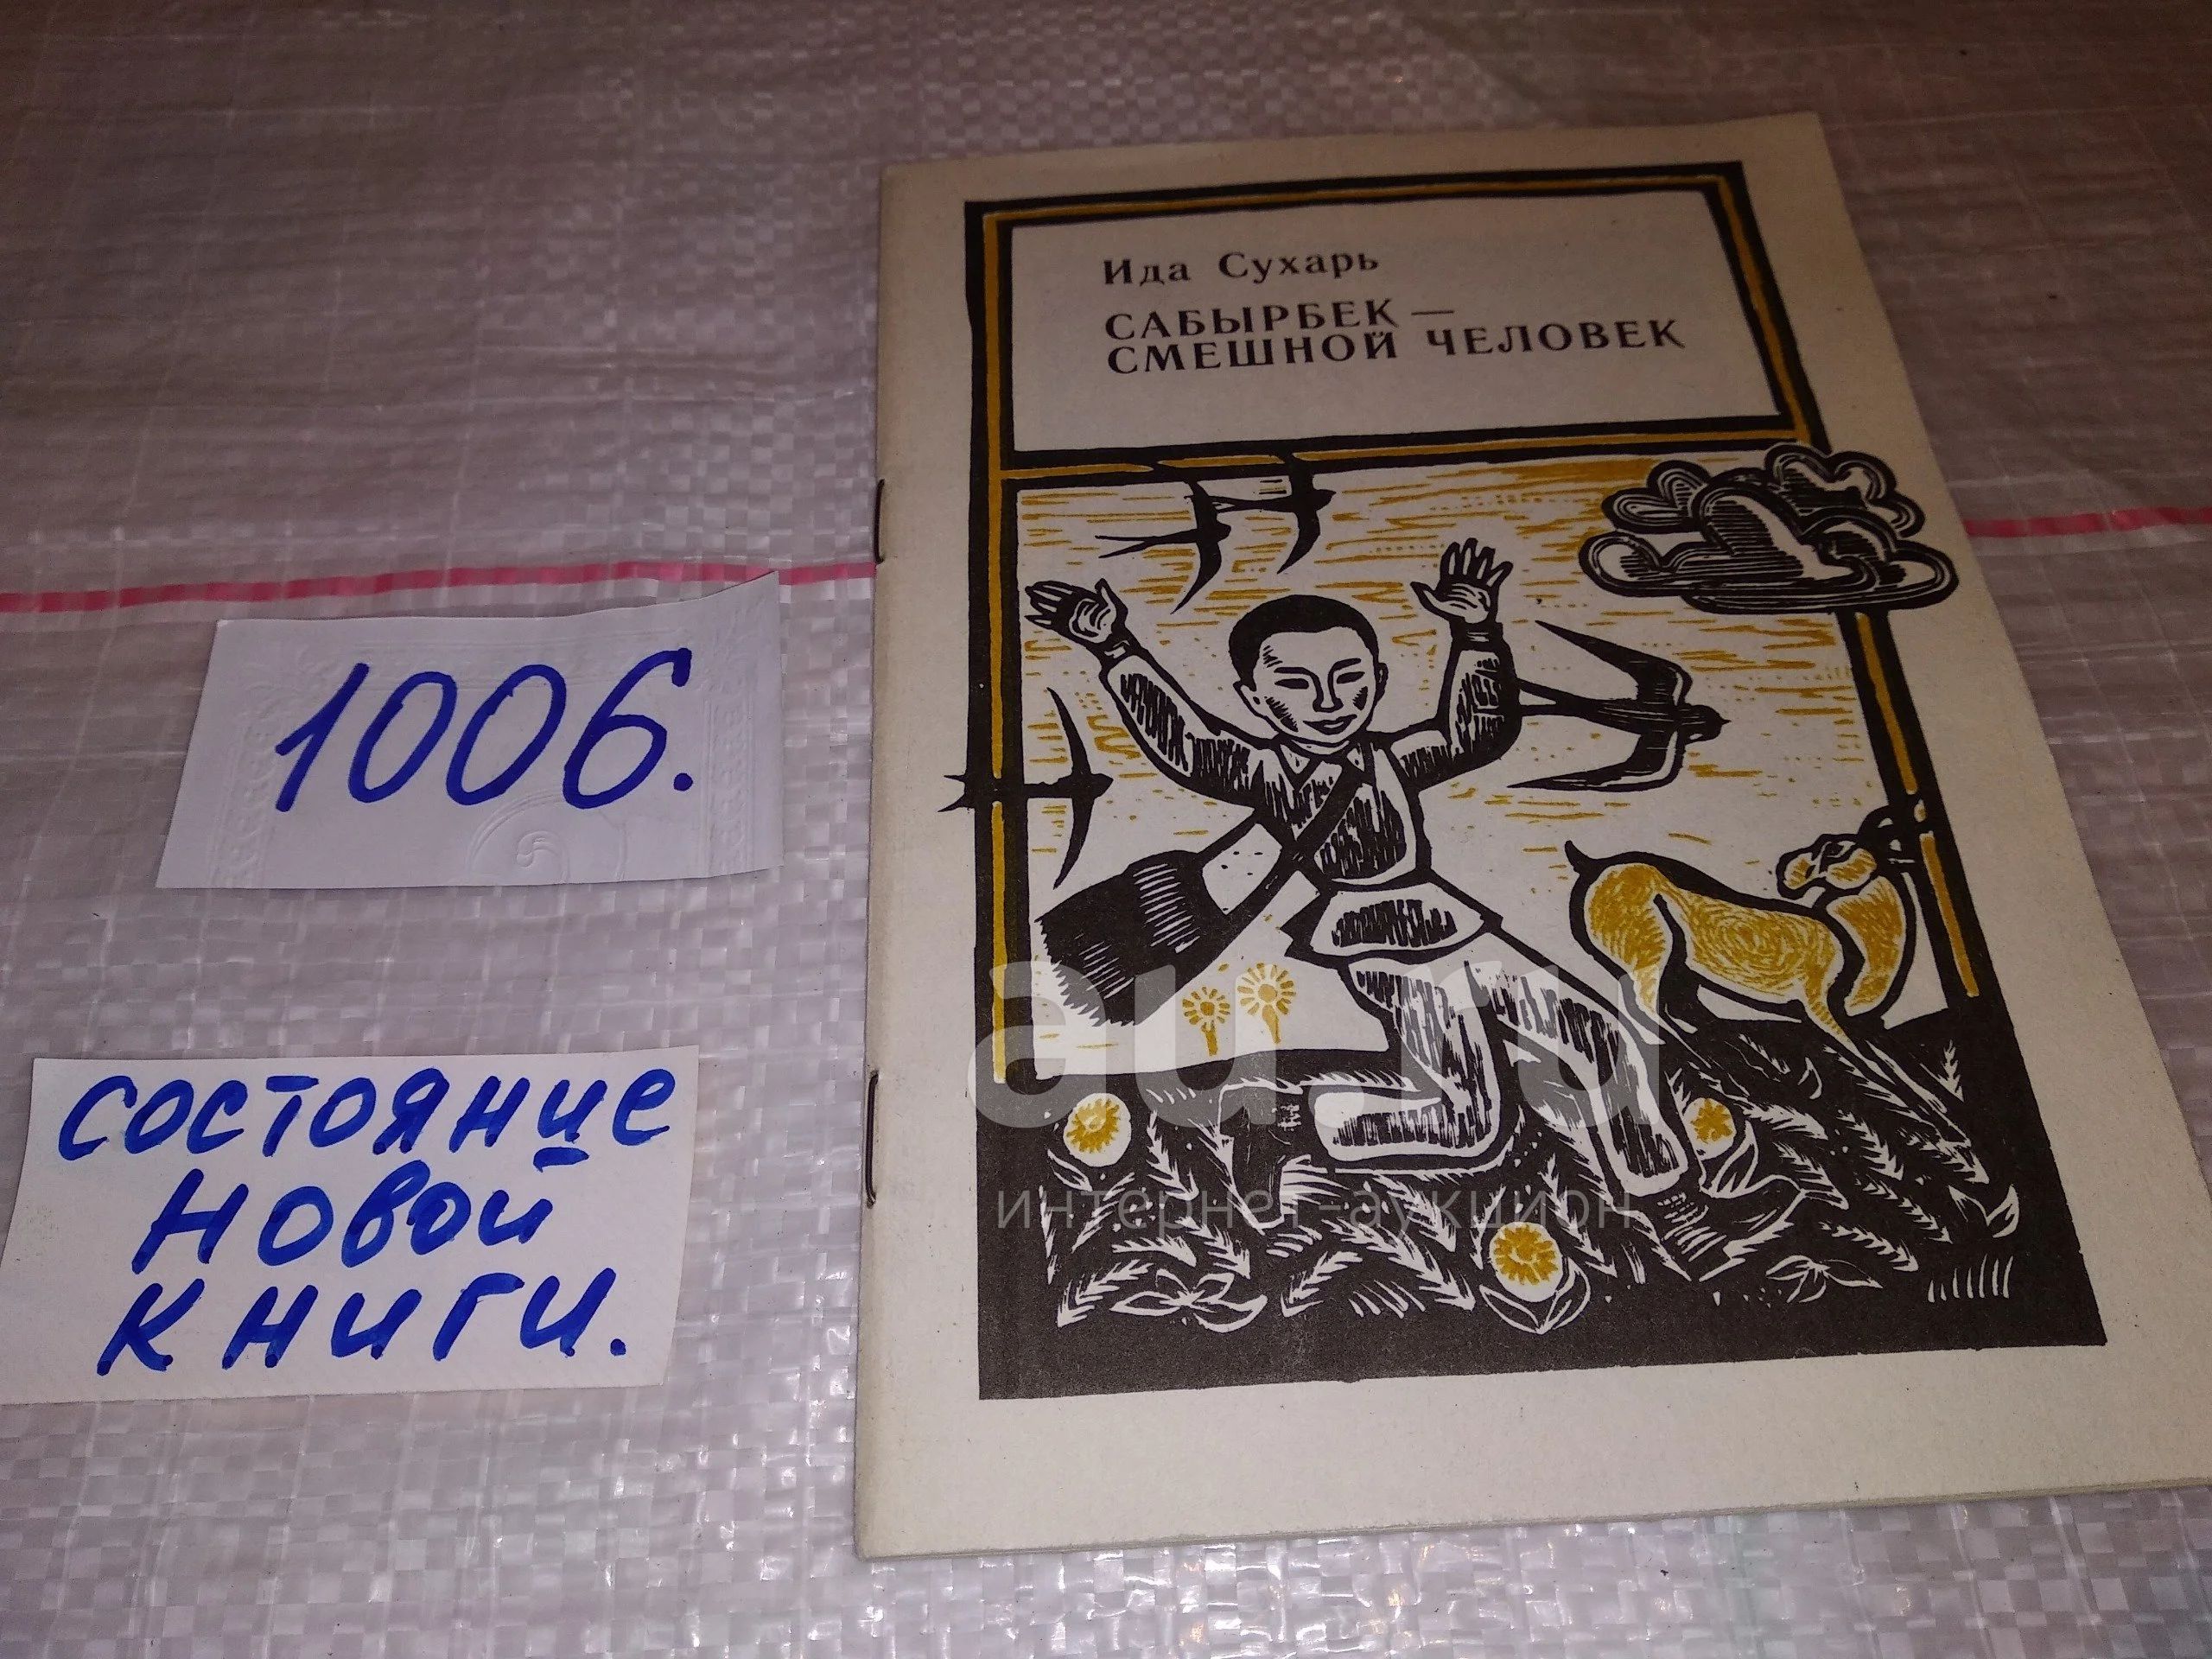 Ида Сухарь
САБЫРБЕК —
СМЕШНОЙ ЧЕЛОВЕК
1006.
состояние
новой
книги.
au.ru
интернет-аукцион